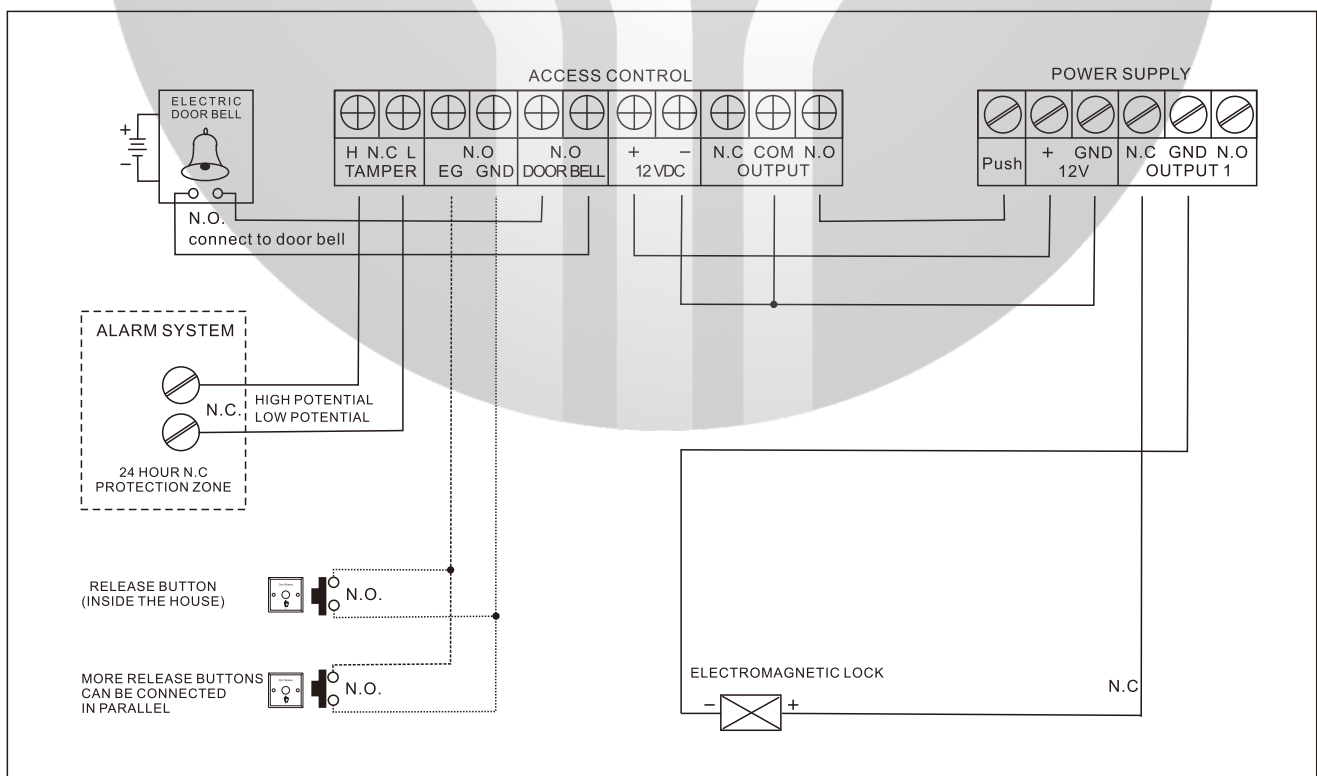 ACCESS CONTROL
POWER SUPPLY
ELECTRIC
DOOR BELL
+
−
H N.C L
TAMPER
N.O
EG GND
N.O
DOOR BELL
+ −
12 VDC
N.C COM N.O
OUTPUT
Push
+ GND
12V
N.C GND N.O
OUTPUT 1
N.O.
connect to door bell
ALARM SYSTEM
N.C.
HIGH POTENTIAL
LOW POTENTIAL
24 HOUR N.C
PROTECTION ZONE
RELEASE BUTTON
(INSIDE THE HOUSE)
N.O.
MORE RELEASE BUTTONS
CAN BE CONNECTED
IN PARALLEL
N.O.
ELECTROMAGNETIC LOCK
− +
N.C